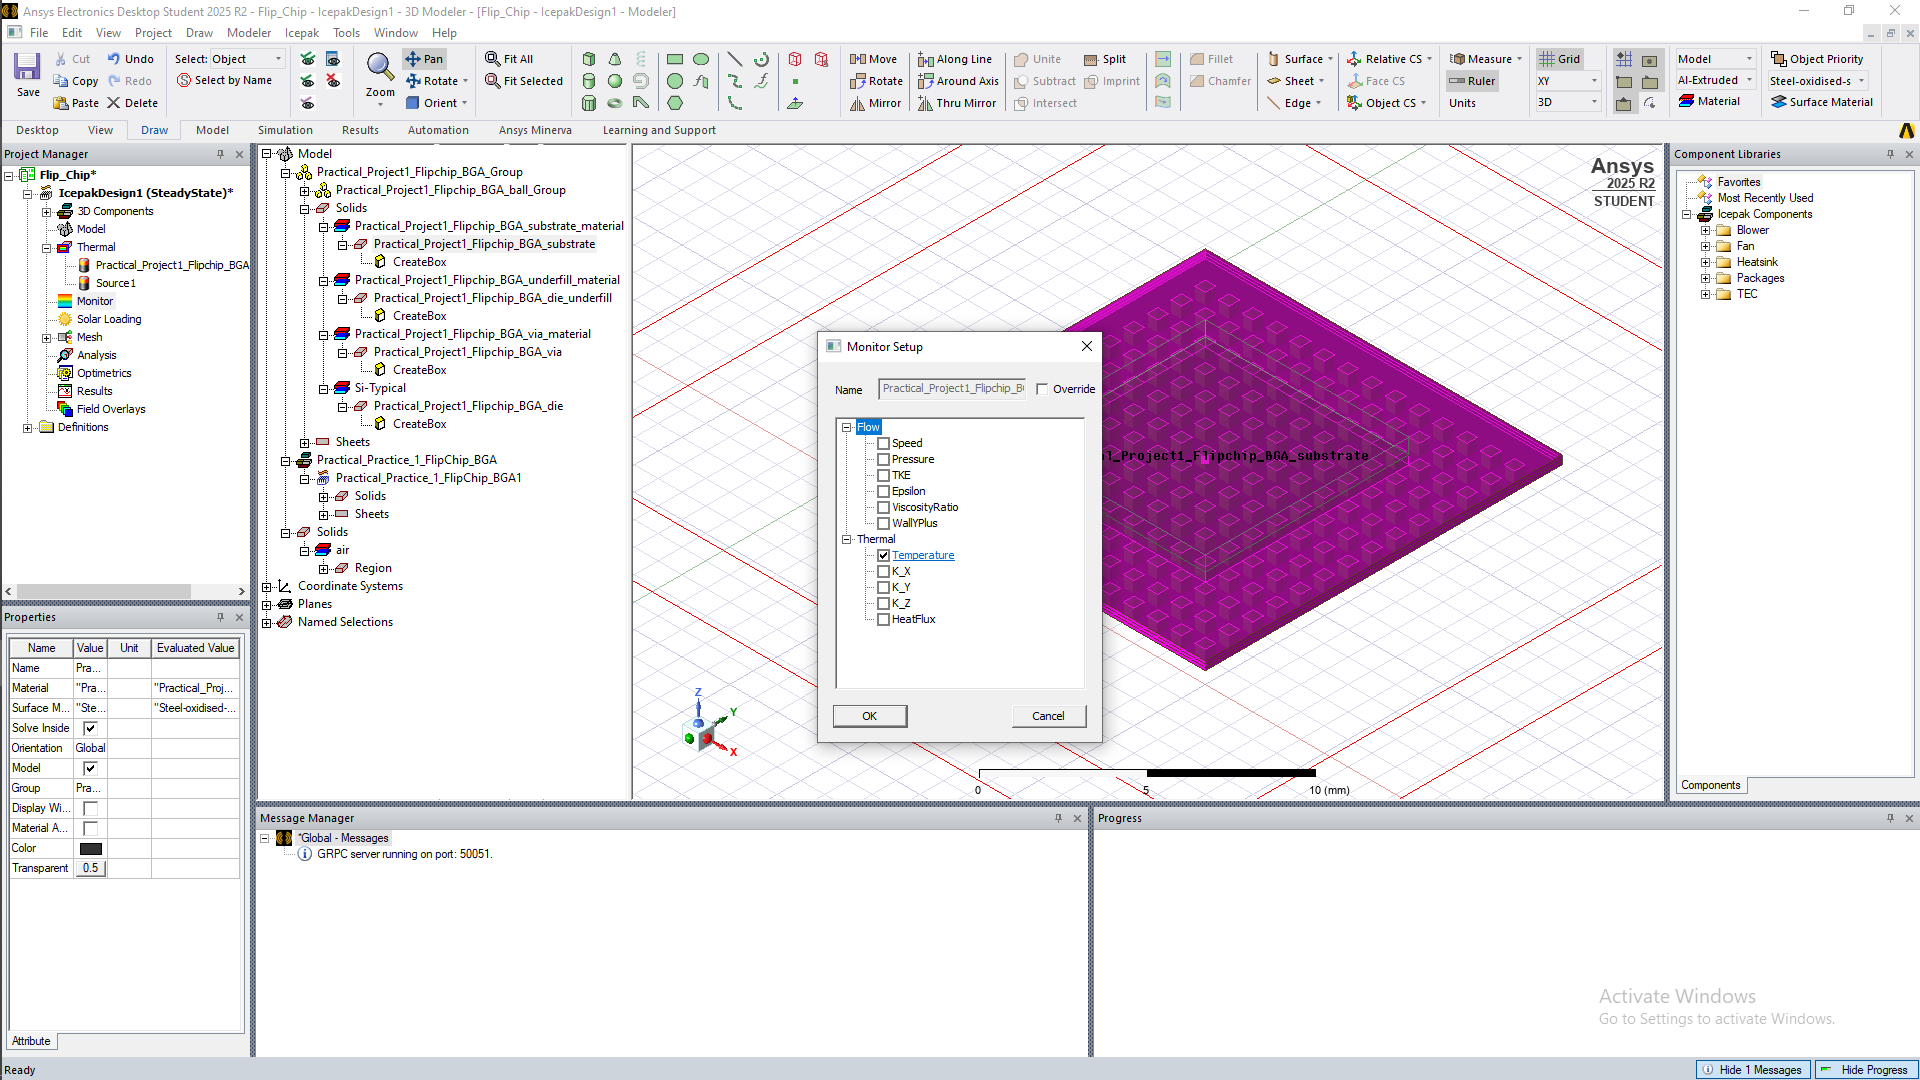 Ansys Electronics Desktop Student 2025 R2 - Flip_Chip - IcepakDesign1 - 3D Modeler - [Flip_Chip - IcepakDesign1 - Modeler]
File Edit View Project Draw Modeler Icepak Tools Window Help
Save
Cut Copy Paste
Undo Redo Delete
Select: Object
Select by Name
Zoom
Pan Rotate Orient
Fit All
Fit Selected
Move Rotate Mirror
Along Line
Around Axis
Thru Mirror
Unite Subtract Intersect
Split Imprint
Fillet Chamfer
Surface Sheet Edge
Relative CS
Face CS
Object CS
Measure Ruler Units
Grid XY 3D
Model
Al-Extruded
Material
Object Priority
Steel-oxidised-s
Surface Material
Desktop View Draw Model Simulation Results Automation Ansys Minerva Learning and Support
Project Manager
Flip_Chip*
IcepakDesign1 (SteadyState)*
3D Components
Model
Thermal
Practical_Project1_Flipchip_BGA
Source1
Monitor
Solar Loading
Mesh
Analysis
Optimetrics
Results
Field Overlays
Definitions
Properties
Name Value Unit Evaluated Value
Name Pra...
Material "Pra... "Practical_Proj...
Surface M... "Ste... "Steel-oxidised-...
Solve Inside
Orientation Global
Model
Group Pra...
Display Wi...
Material A...
Color
Transparent 0.5
Attribute
Model
Practical_Project1_Flipchip_BGA_Group
Practical_Project1_Flipchip_BGA_ball_Group
Solids
Practical_Project1_Flipchip_BGA_substrate_material
Practical_Project1_Flipchip_BGA_substrate
CreateBox
Practical_Project1_Flipchip_BGA_underfill_material
Practical_Project1_Flipchip_BGA_die_underfill
CreateBox
Practical_Project1_Flipchip_BGA_via_material
Practical_Project1_Flipchip_BGA_via
CreateBox
Si-Typical
Practical_Project1_Flipchip_BGA_die
CreateBox
Sheets
Practical_Practice_1_FlipChip_BGA
Practical_Practice_1_FlipChip_BGA1
Solids
Sheets
Solids
air
Region
Coordinate Systems
Planes
Named Selections
Ansys
2025 R2
STUDENT
l_Project1_Flipchip_BGA_substrate
Z
Y
X
0 5 10 (mm)
Monitor Setup
Name Practical_Project1_Flipchip_B Override
Flow
Speed
Pressure
TKE
Epsilon
ViscosityRatio
WallYPlus
Thermal
Temperature
K_X
K_Y
K_Z
HeatFlux
OK Cancel
Component Libraries
Favorites
Most Recently Used
Icepak Components
Blower
Fan
Heatsink
Packages
TEC
Components
Message Manager
*Global - Messages
GRPC server running on port: 50051.
Progress
Activate Windows
Go to Settings to activate Windows.
Ready
Hide 1 Messages Hide Progress